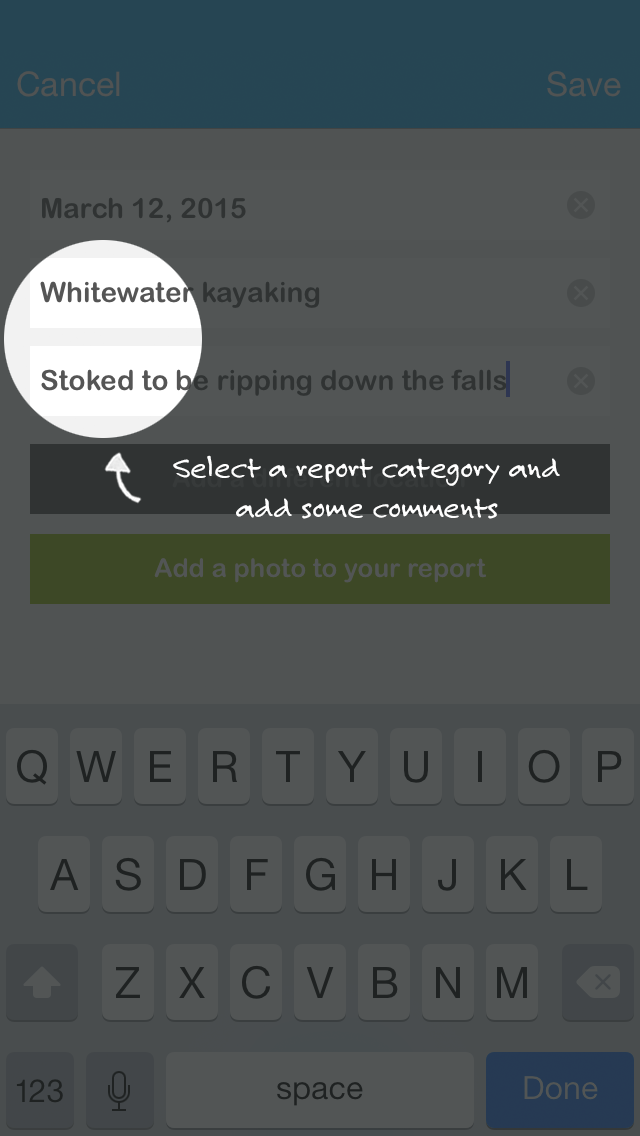 Cancel Save
March 12, 2015
Whitewater kayaking
Stoked to be ripping down the falls
Select a report category and
add some comments
Add a photo to your report
Q W E R T Y U I O P
A S D F G H J K L
Z X C V B N M
123 space Done